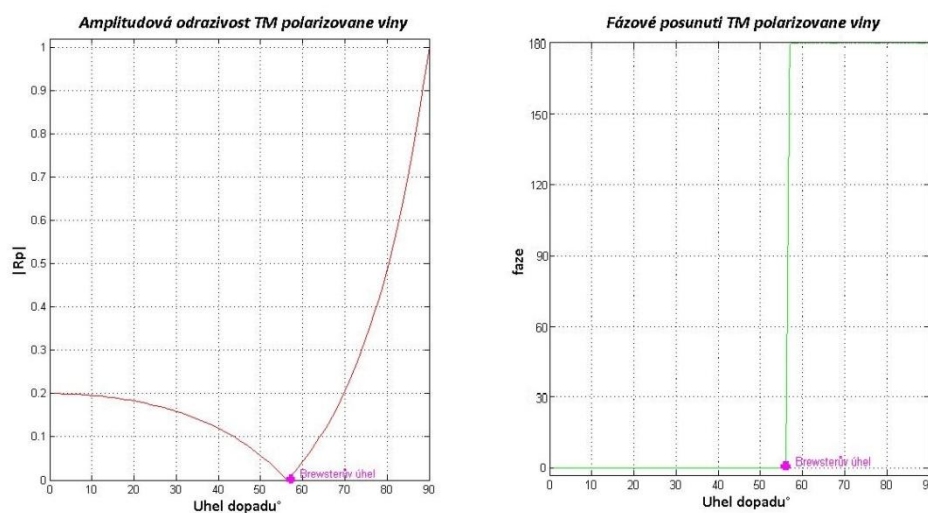 Amplitudová odrazivost TM polarizovane vlny
|Rp|
1
0.9
0.8
0.7
0.6
0.5
0.4
0.3
0.2
0.1
0
Brewsterův úhel
0 10 20 30 40 50 60 70 80 90
Uhel dopadu°
Fázové posunuti TM polarizovane vlny
faze
180
150
120
90
60
30
0
Brewsterův úhel
0 10 20 30 40 50 60 70 80 90
Uhel dopadu°